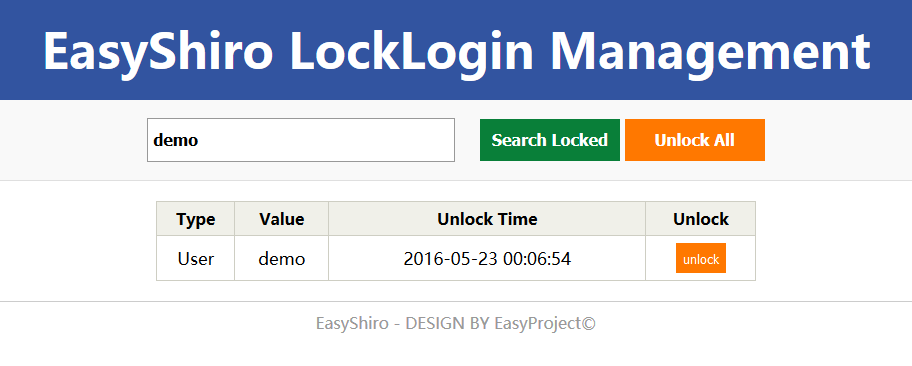 EasyShiro LockLogin Management
demo Search Locked Unlock All
Type Value Unlock Time Unlock
User demo 2016-05-23 00:06:54 unlock
EasyShiro - DESIGN BY EasyProject©